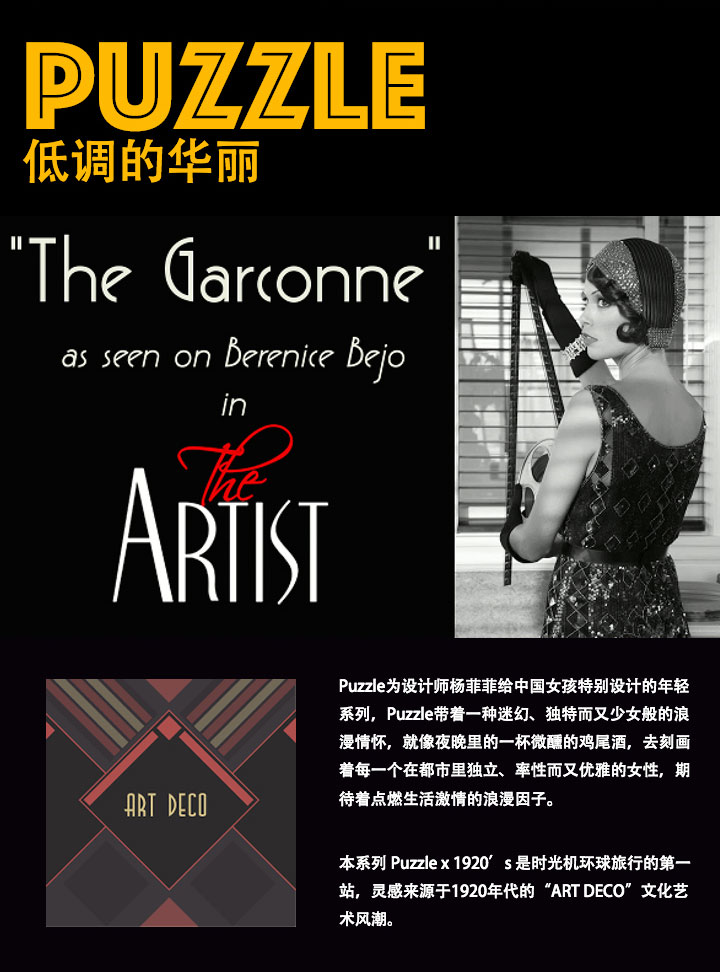 PUZZLE
低调的华丽
"The Garconne"
as seen on Berenice Bejo
in
The
ARTIST
ART DECO
Puzzle为设计师杨菲菲给中国女孩特别设计的年轻
系列，Puzzle带着一种迷幻、独特而又少女般的浪
漫情怀，就像夜晚里的一杯微醺的鸡尾酒，去刻画
着每一个在都市里独立、率性而又优雅的女性，期
待着点燃生活激情的浪漫因子。
本系列 Puzzle x 1920’s 是时光机环球旅行的第一
站，灵感来源于1920年代的“ART DECO”文化艺
术风潮。